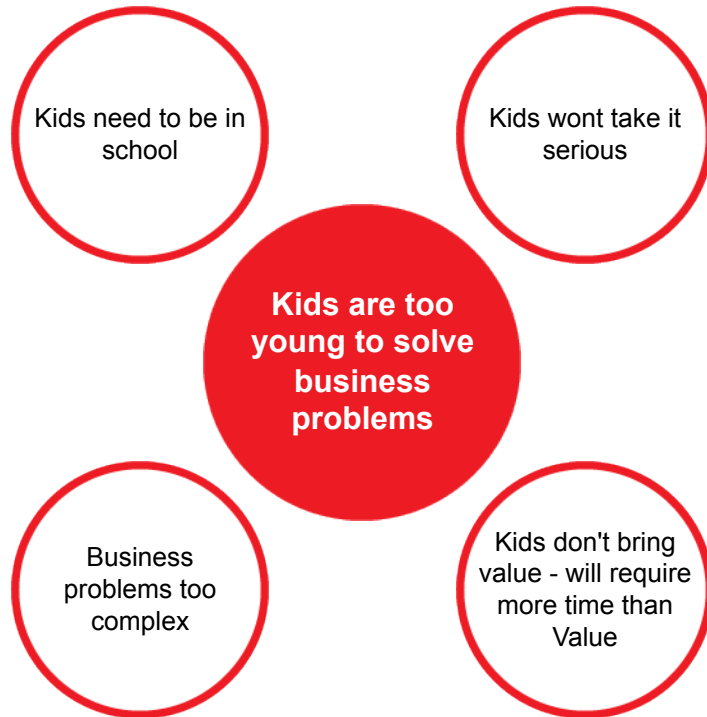 Kids need to be in
school
Kids wont take it
serious
Kids are too
young to solve
business
problems
Business
problems too
complex
Kids don't bring
value - will require
more time than
Value